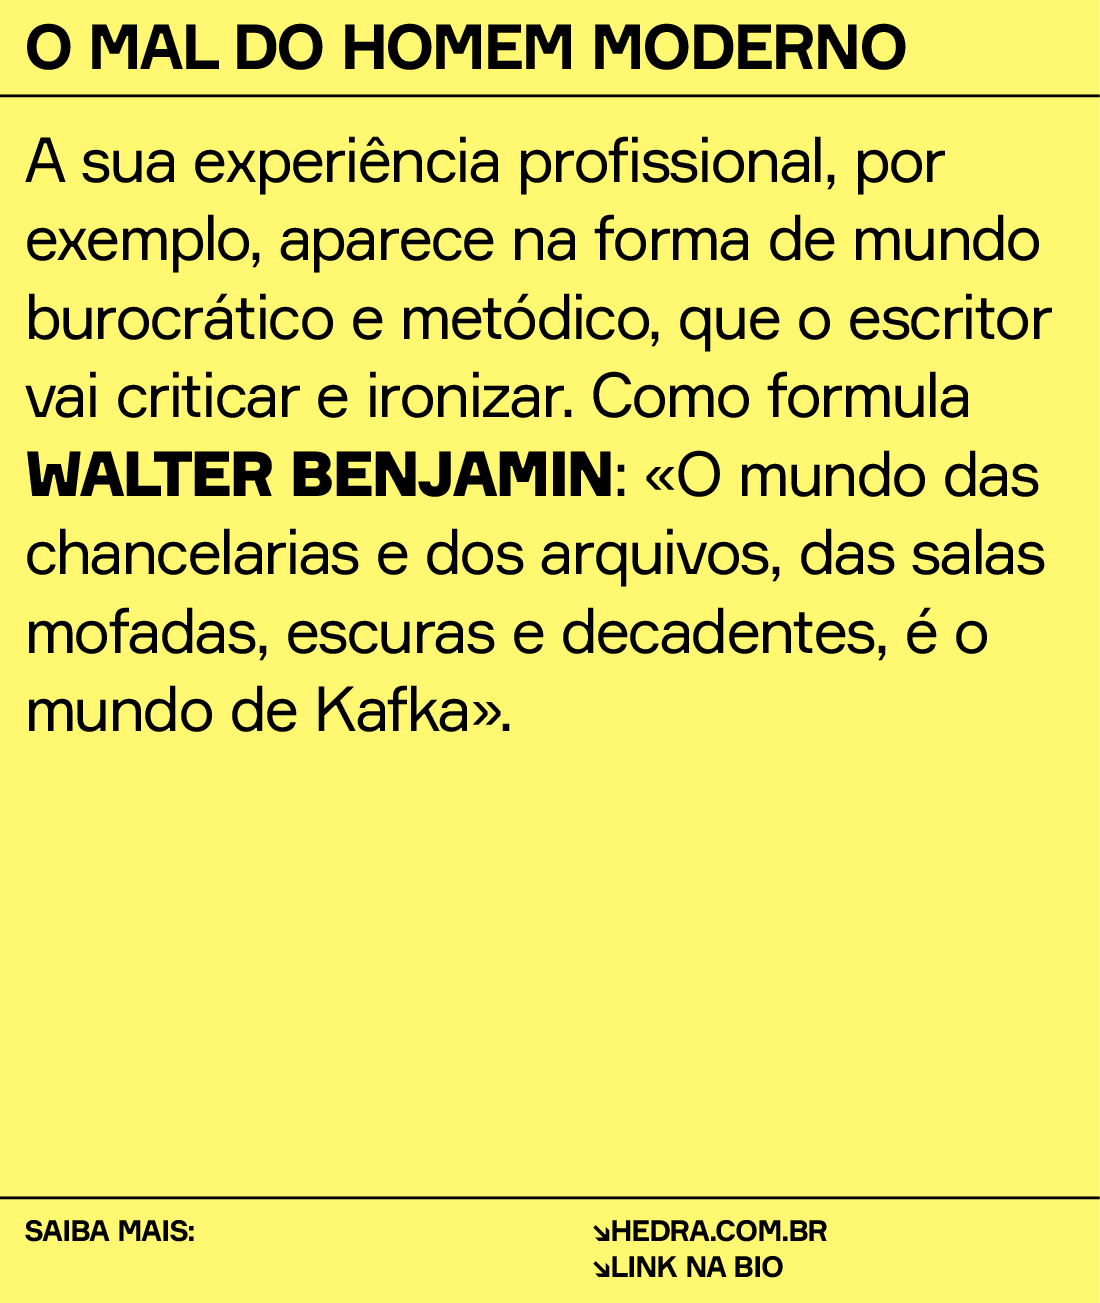 O MAL DO HOMEM MODERNO
A sua experiência profissional, por
exemplo, aparece na forma de mundo
burocrático e metódico, que o escritor
vai criticar e ironizar. Como formula
WALTER BENJAMIN: «O mundo das
chancelarias e dos arquivos, das salas
mofadas, escuras e decadentes, é o
mundo de Kafka».
SAIBA MAIS:
↘HEDRA.COM.BR
↘LINK NA BIO